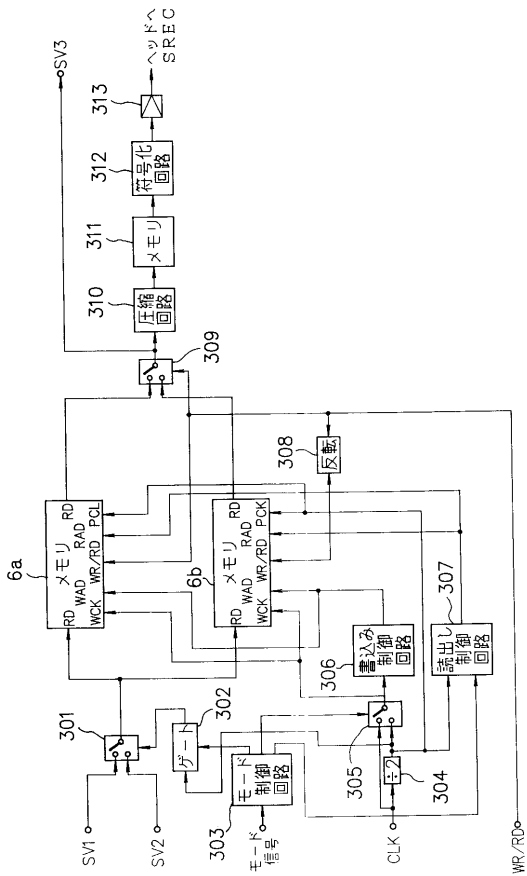 SV3
ヘッドへ
SREC
313
312
符号化
回路
311
メモリ
310
圧縮
回路
309
6a
メモリ
RD
RD
WAD
RAD
WCK
WR/RD
PCL
6b
メモリ
RD
RD
WAD
RAD
WCK
WR/RD
PCK
308
反転
301
302
ゲート
303
モード
制御
回路
モード
信号
SV1
SV2
305
306
書込み
制御
回路
307
読出し
制御
回路
304
÷2
CLK
WR/RD